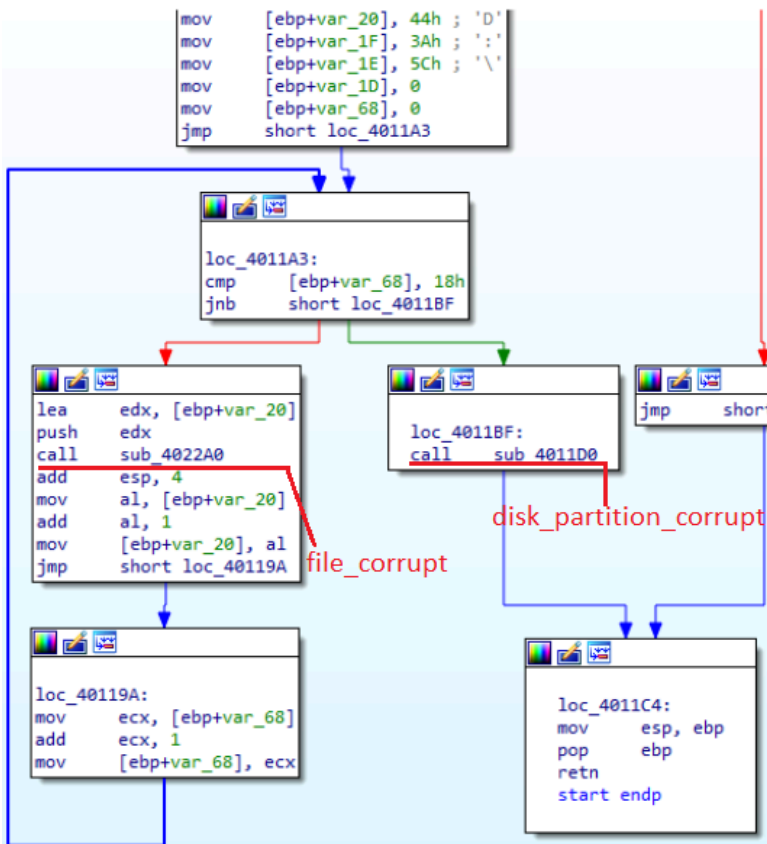 mov [ebp+var_20], 44h ; 'D'
mov [ebp+var_1F], 3Ah ; ':'
mov [ebp+var_1E], 5Ch ; '\'
mov [ebp+var_1D], 0
mov [ebp+var_68], 0
jmp short loc_4011A3
loc_4011A3:
cmp [ebp+var_68], 18h
jnb short loc_4011BF
lea edx, [ebp+var_20]
push edx
call sub_4022A0
add esp, 4
mov al, [ebp+var_20]
add al, 1
mov [ebp+var_20], al
jmp short loc_40119A
file_corrupt
loc_4011BF:
call sub_4011D0
disk_partition_corrupt
jmp short
loc_40119A:
mov ecx, [ebp+var_68]
add ecx, 1
mov [ebp+var_68], ecx
loc_4011C4:
mov esp, ebp
pop ebp
retn
start endp